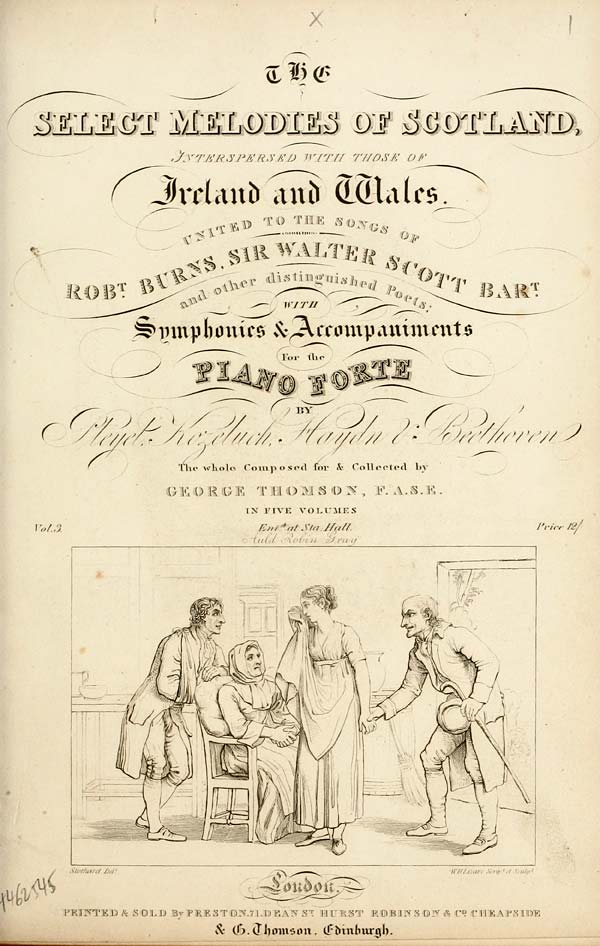 X 1
THE
SELECT MELODIES OF SCOTLAND,
INTERSPERSED WITH THOSE OF
Ireland and Wales.
UNITED TO THE SONGS OF
ROBT. BURNS, SIR WALTER SCOTT BART.
and other distinguished Poets;
WITH
Symphonies & Accompaniments
For the
PIANO FORTE
BY
Pleyel, Kozeluch, Haydn & Beethoven
The whole Composed for & Collected by
GEORGE THOMSON, F.A.S.E.
IN FIVE VOLUMES
Vol.3. Entd. at Sta. Hall. Price 12/
Auld Robin Gray
Stothard Delt. Scripst. et Sculpt.
London,
PRINTED & SOLD By PRESTON, 71, DEAN ST. HURST ROBINSON & Co. CHEAPSIDE
& G. Thomson, Edinburgh.
4462545